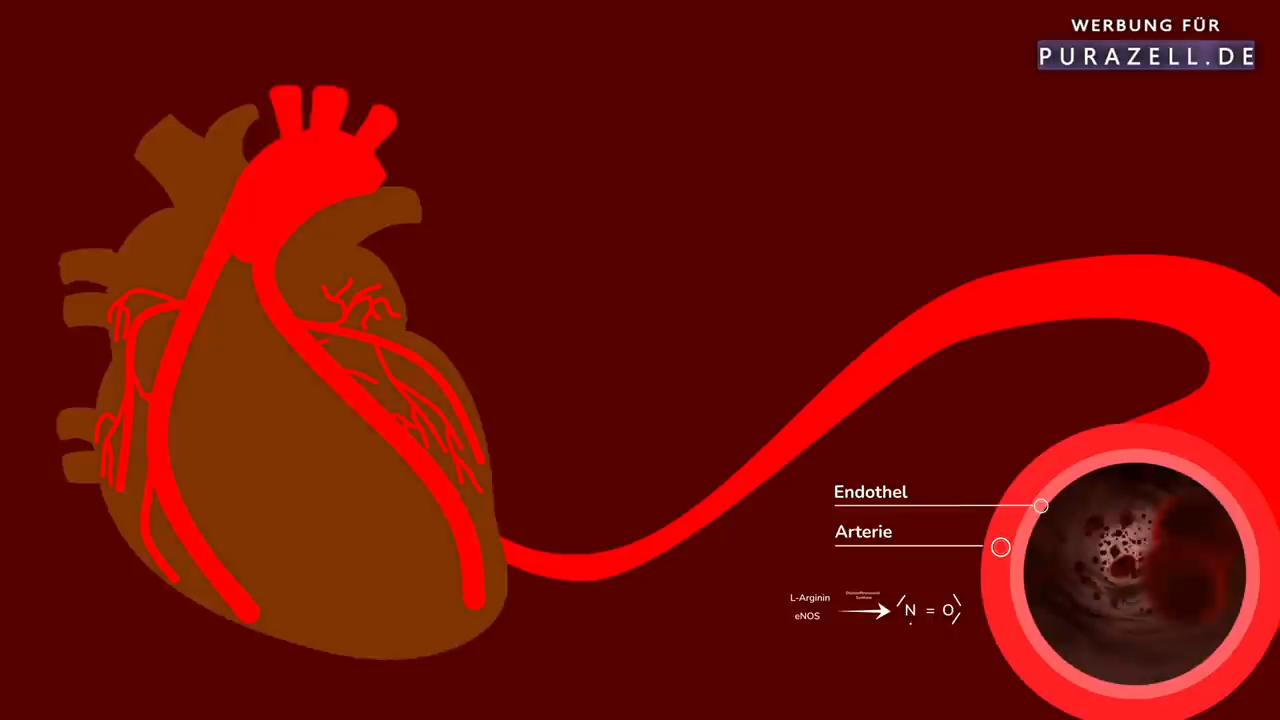 WERBUNG FÜR
PURAZELL.DE
Endothel
Arterie
L-Arginin
eNOS
N = O